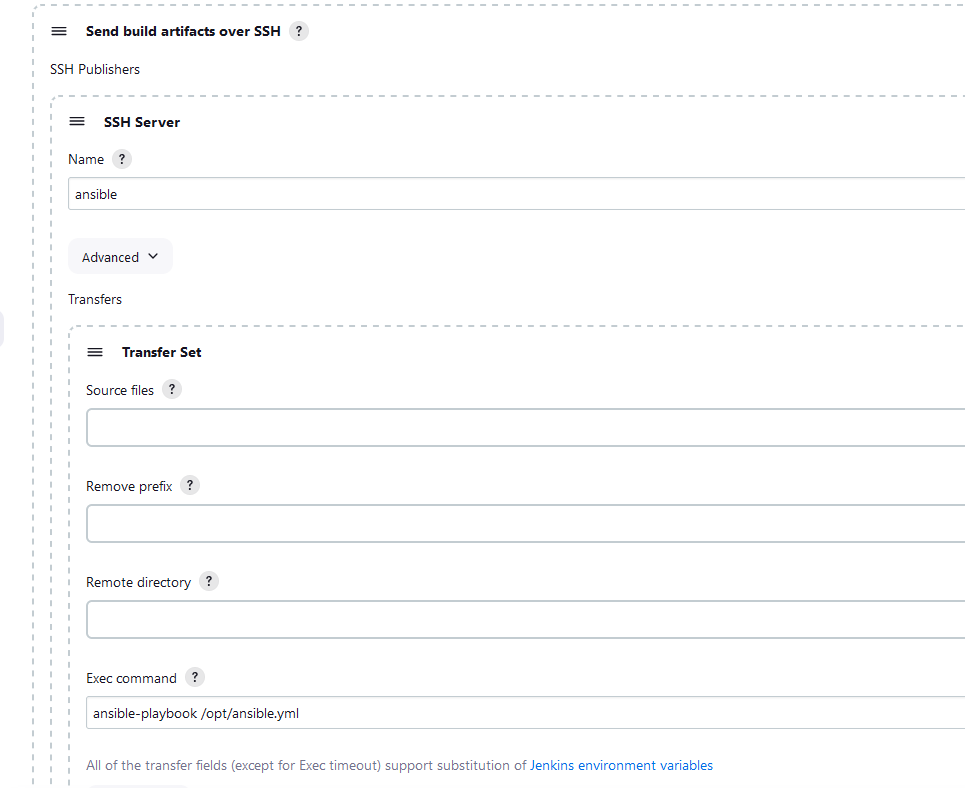 Send build artifacts over SSH ?
SSH Publishers
SSH Server
Name ?
ansible
Advanced
Transfers
Transfer Set
Source files ?
Remove prefix ?
Remote directory ?
Exec command ?
ansible-playbook /opt/ansible.yml
All of the transfer fields (except for Exec timeout) support substitution of Jenkins environment variables